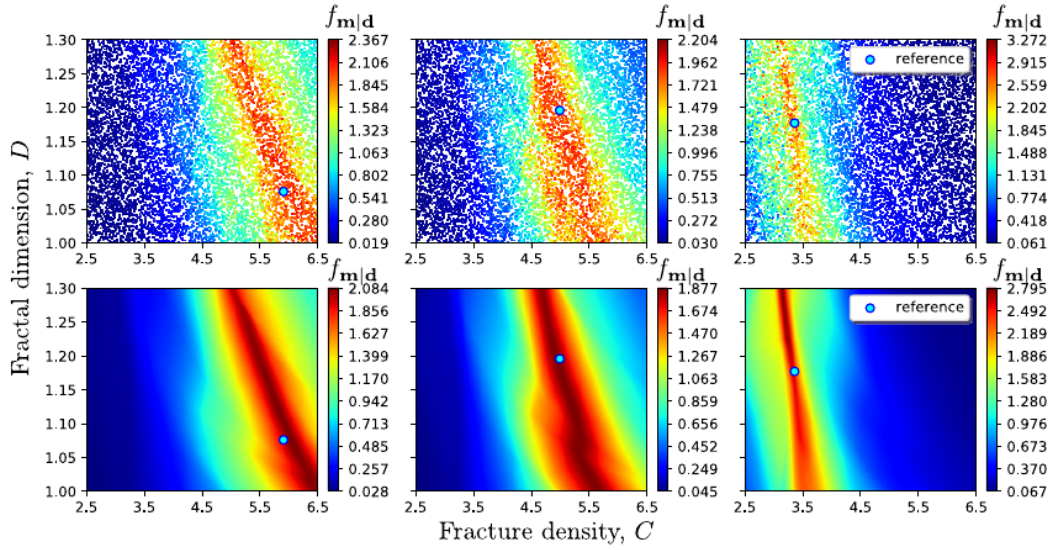 f_{m|d} f_{m|d} f_{m|d}
1.30 2.367 2.204 3.272
1.25 2.106 1.962 reference 2.915
1.845 1.721 2.559
1.20 1.584 1.479 2.202
1.15 1.323 1.238 1.845
1.063 0.996 1.488
1.10 0.802 0.755 1.131
1.05 0.541 0.513 0.774
0.280 0.272 0.418
1.00 0.019 0.030 0.061
2.5 3.5 4.5 5.5 6.5 2.5 3.5 4.5 5.5 6.5 2.5 3.5 4.5 5.5 6.5
Fractal dimension, D
f_{m|d} f_{m|d} f_{m|d}
1.30 2.084 1.877 2.795
1.25 1.856 1.673 reference 2.492
1.627 1.470 2.189
1.20 1.399 1.267 1.886
1.15 1.170 1.063 1.583
0.942 0.859 1.280
1.10 0.713 0.656 0.976
1.05 0.485 0.452 0.673
0.257 0.249 0.370
1.00 0.028 0.045 0.067
2.5 3.5 4.5 5.5 6.5 2.5 3.5 4.5 5.5 6.5 2.5 3.5 4.5 5.5 6.5
Fracture density, C